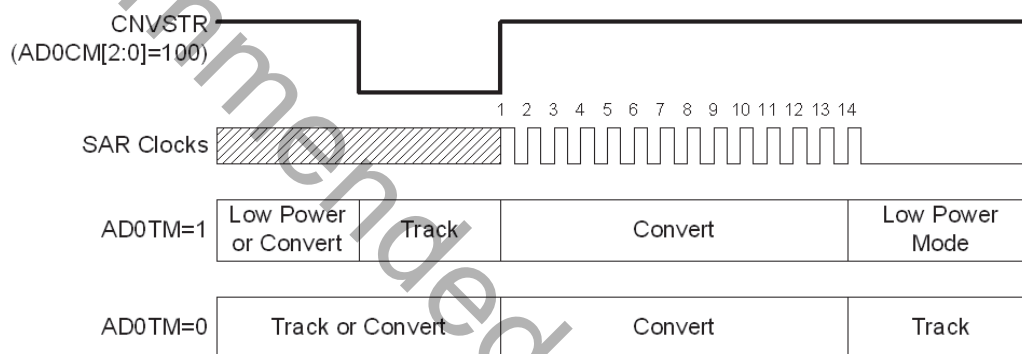 CNVSTR
(AD0CM[2:0]=100)
1 2 3 4 5 6 7 8 9 10 11 12 13 14
SAR Clocks
AD0TM=1
Low Power
or Convert
Track
Convert
Low Power
Mode
AD0TM=0
Track or Convert
Convert
Track
mmended